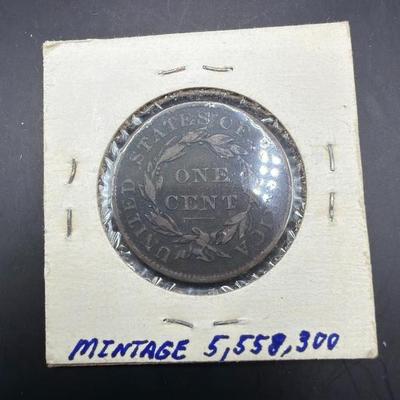 UNITED STATES OF AMERICA
ONE
CENT
MINTAGE 5,558,300